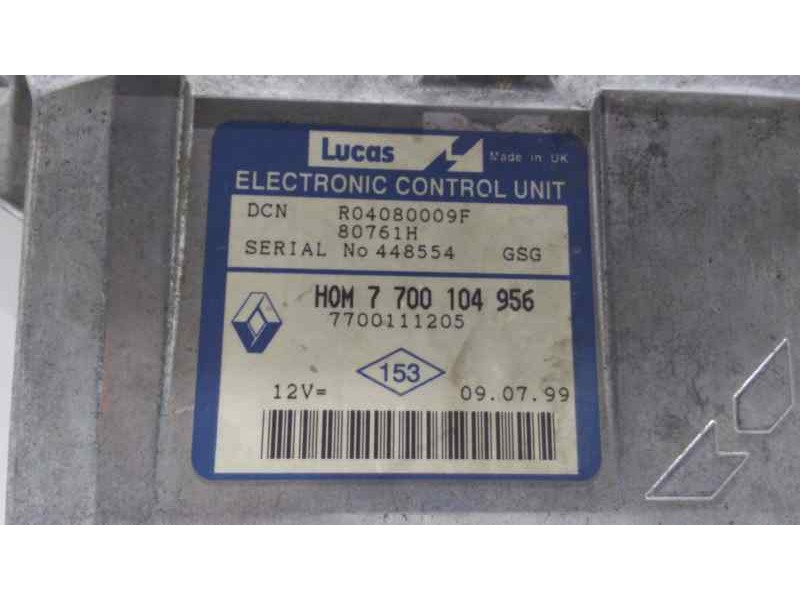 Lucas
Made in UK
ELECTRONIC CONTROL UNIT
DCN R04080009F
80761H
SERIAL No 448554 GSG
HOM 7 700 104 956
7700111205
153
12V= 09.07.99